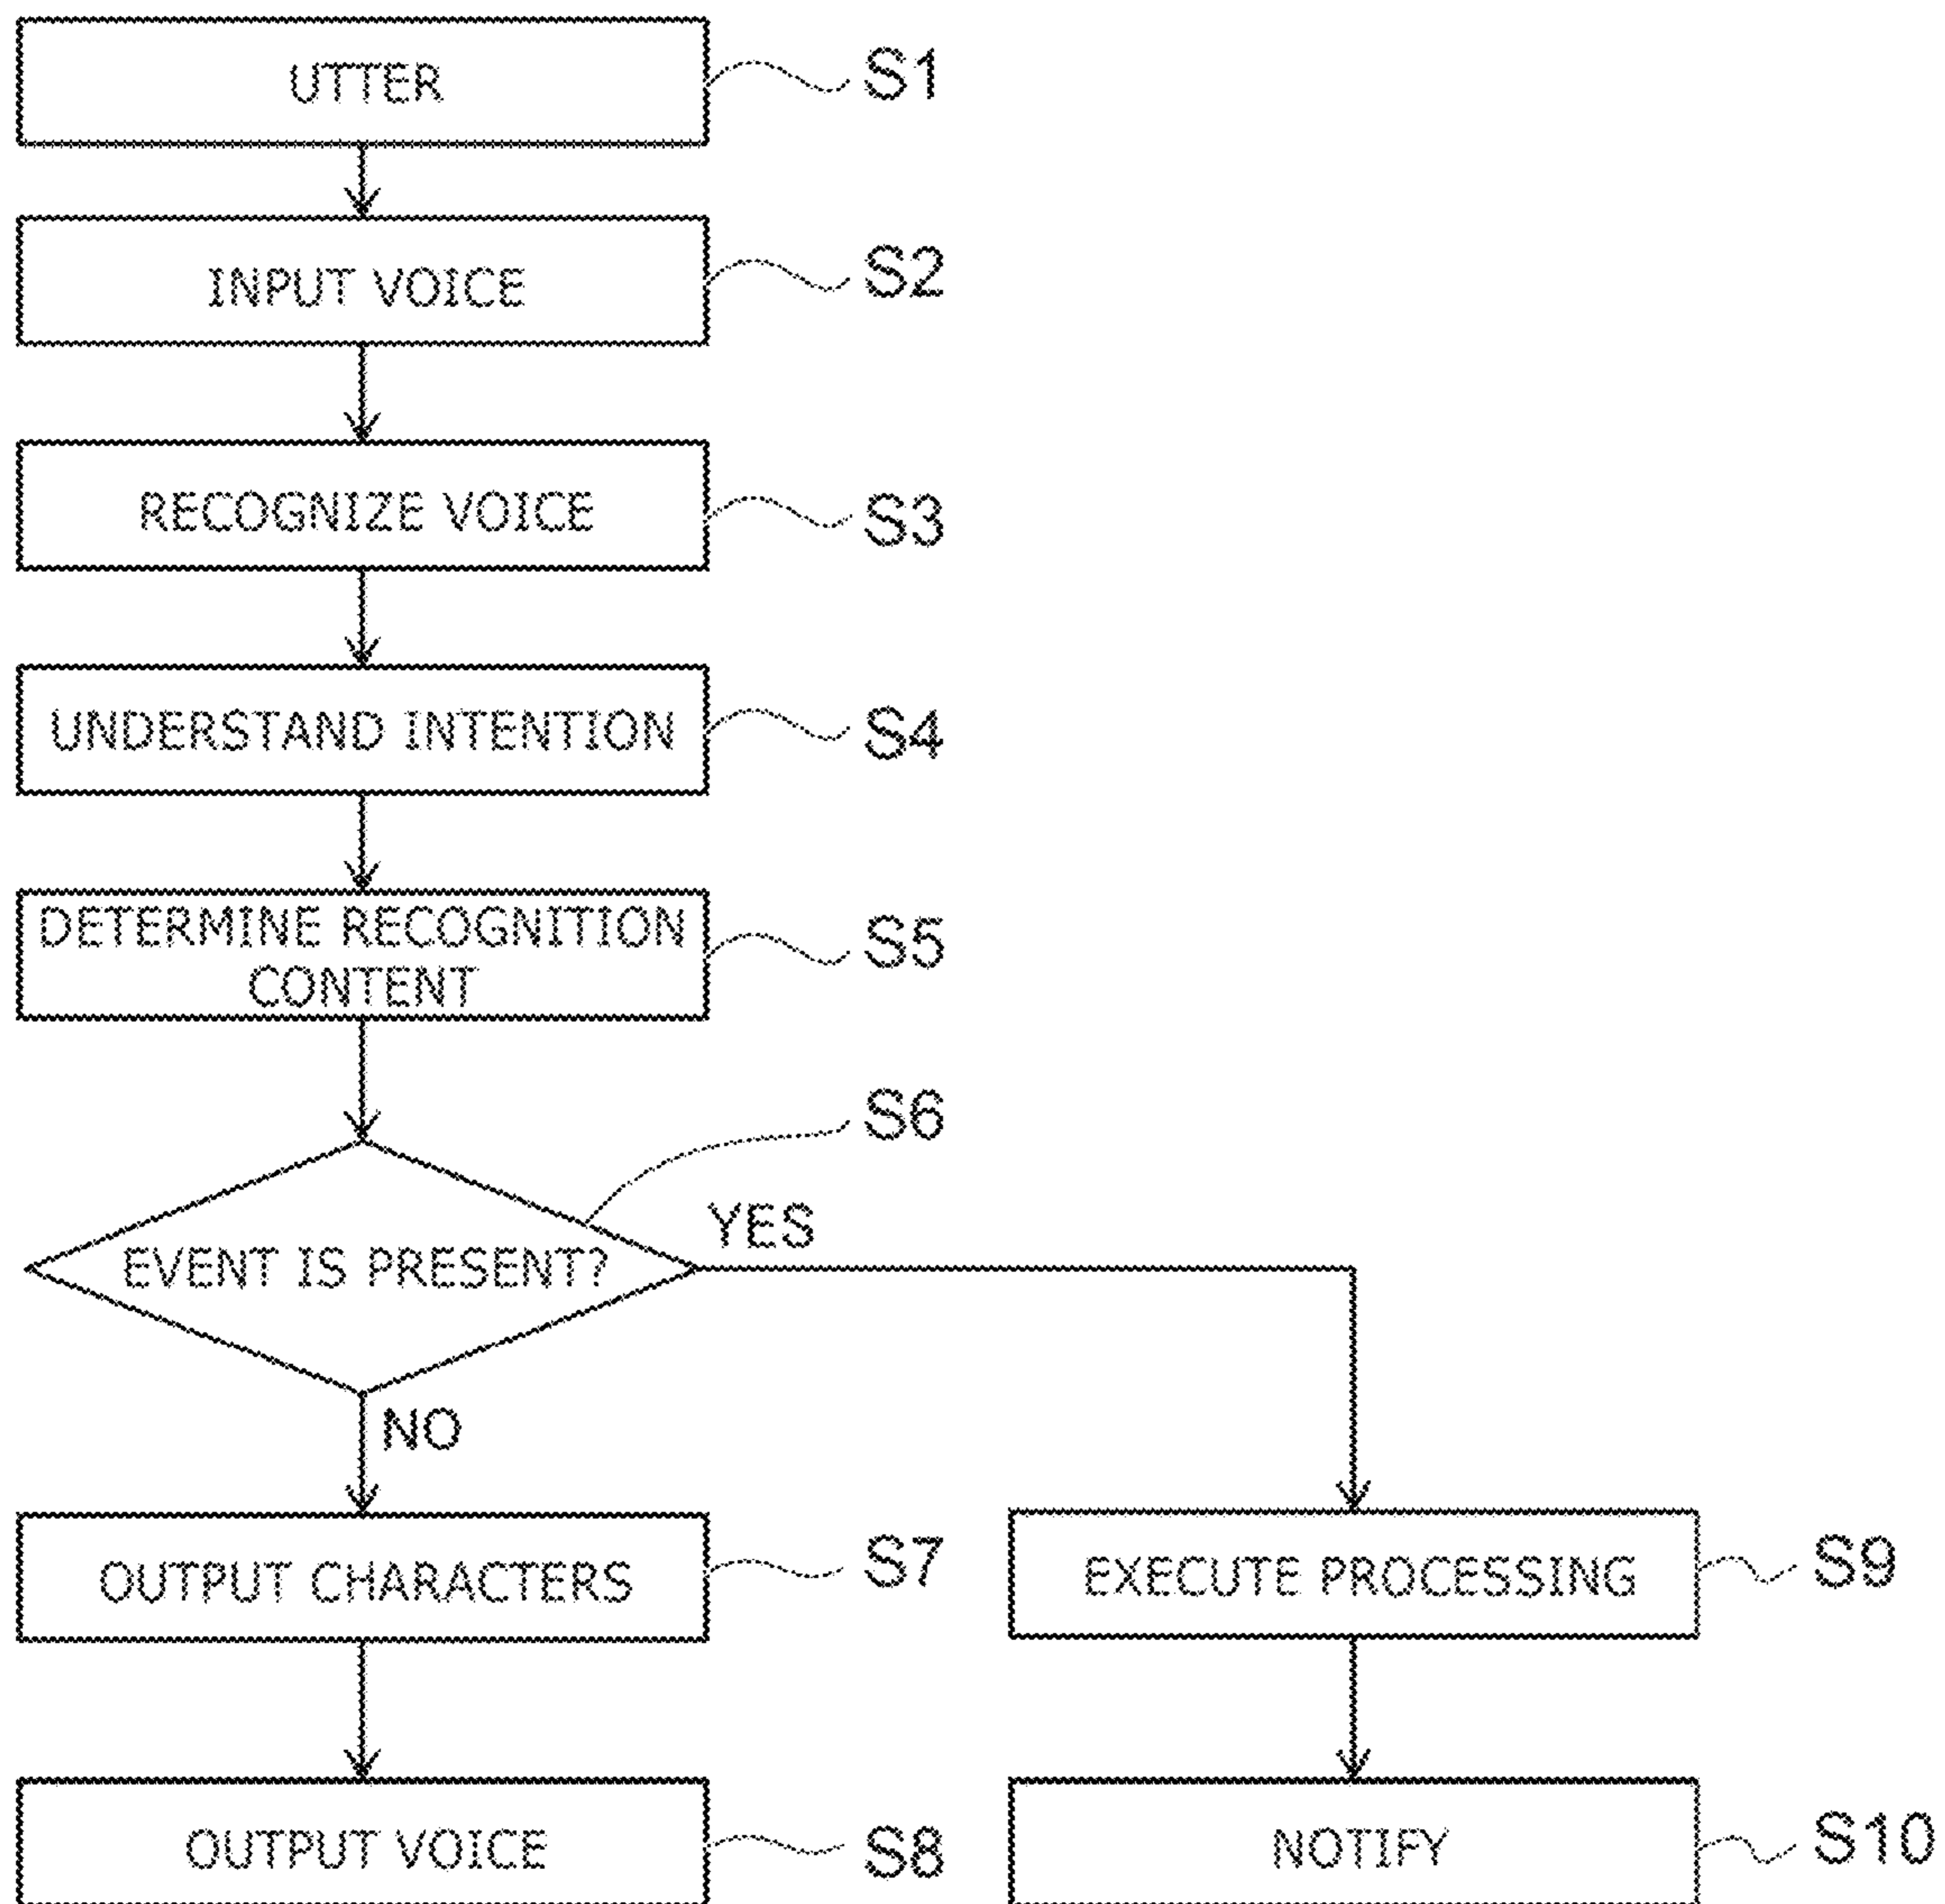 UTTER
S1
INPUT VOICE
S2
RECOGNIZE VOICE
S3
UNDERSTAND INTENTION
S4
DETERMINE RECOGNITION
CONTENT
S5
S6
EVENT IS PRESENT?
YES
NO
OUTPUT CHARACTERS
S7
EXECUTE PROCESSING
S9
OUTPUT VOICE
S8
NOTIFY
S10